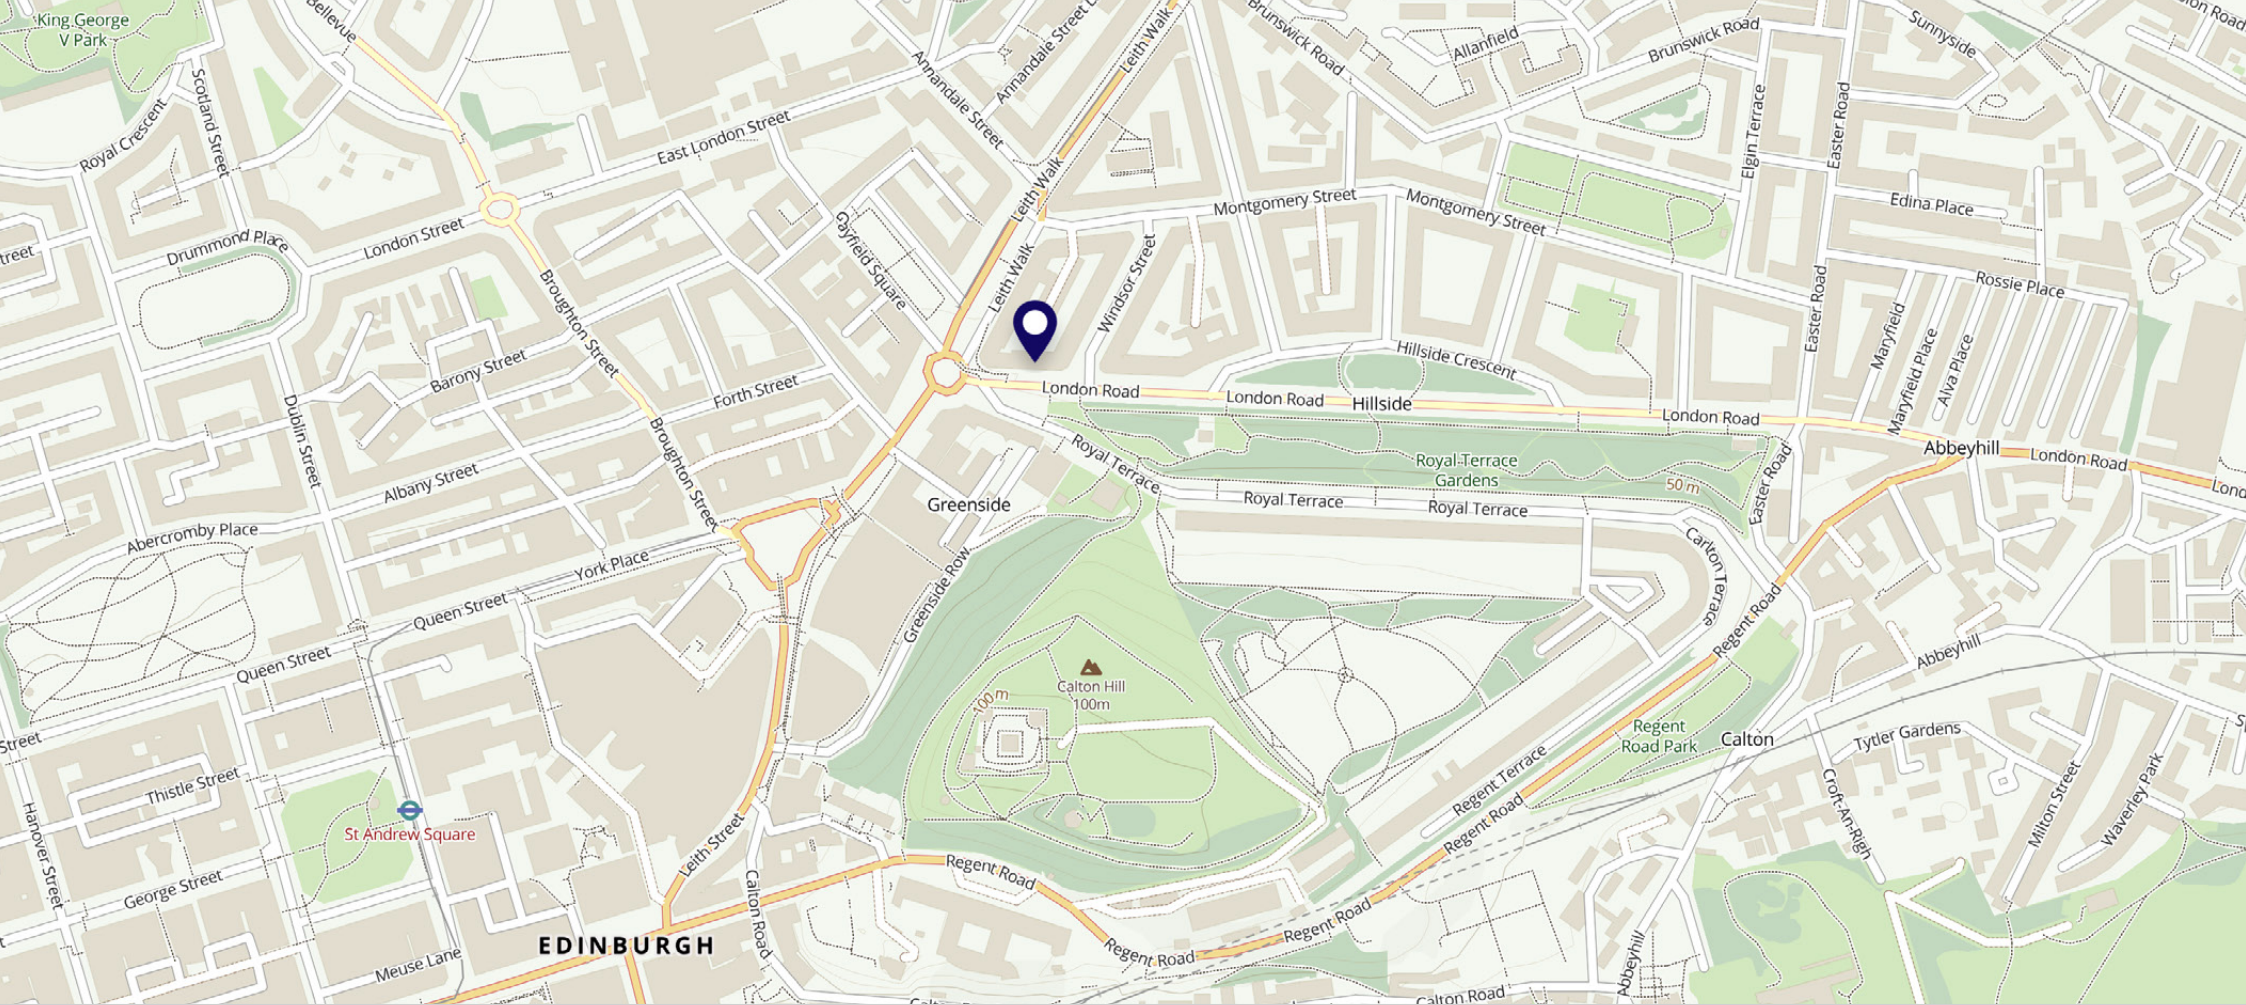 King George
V Park
Bellevue
Scotland Street
Royal Crescent
East London Street
Annandale Street
Annandale Street L
Leith Walk
Brunswick Road
Allanfield
Brunswick Road
Sunnyside
Elgin Terrace
Easter Road
Edina Place
Rossie Place
Drummond Place
London Street
Broughton Street
Gayfield Square
Leith Walk
Leith Walk
Windsor Street
Montgomery Street
Montgomery Street
Easter Road
Maryfield
Maryfield Place
Alva Place
Barony Street
Forth Street
Dublin Street
Albany Street
Broughton Street
Abercromby Place
York Place
Queen Street
Queen Street
London Road
London Road
Hillside
Hillside Crescent
London Road
Abbeyhill
London Road
Lond
Royal Terrace
Royal Terrace
Gardens
50 m
Royal Terrace
Royal Terrace
Easter Road
Carlton Terrace
Greenside
Greenside Row
Calton Hill
100m
100 m
Regent Road
Regent
Road Park
Calton
Abbeyhill
Tytler Gardens
Croft-An-Righ
Milton Street
Waverley Park
Regent Terrace
Regent Road
Regent Road
Regent Road
Regent Road
Thistle Street
Hanover Street
St Andrew Square
George Street
Meuse Lane
EDINBURGH
Leith Street
Calton Road
Calton Road
Abbeyhill
Street
treet